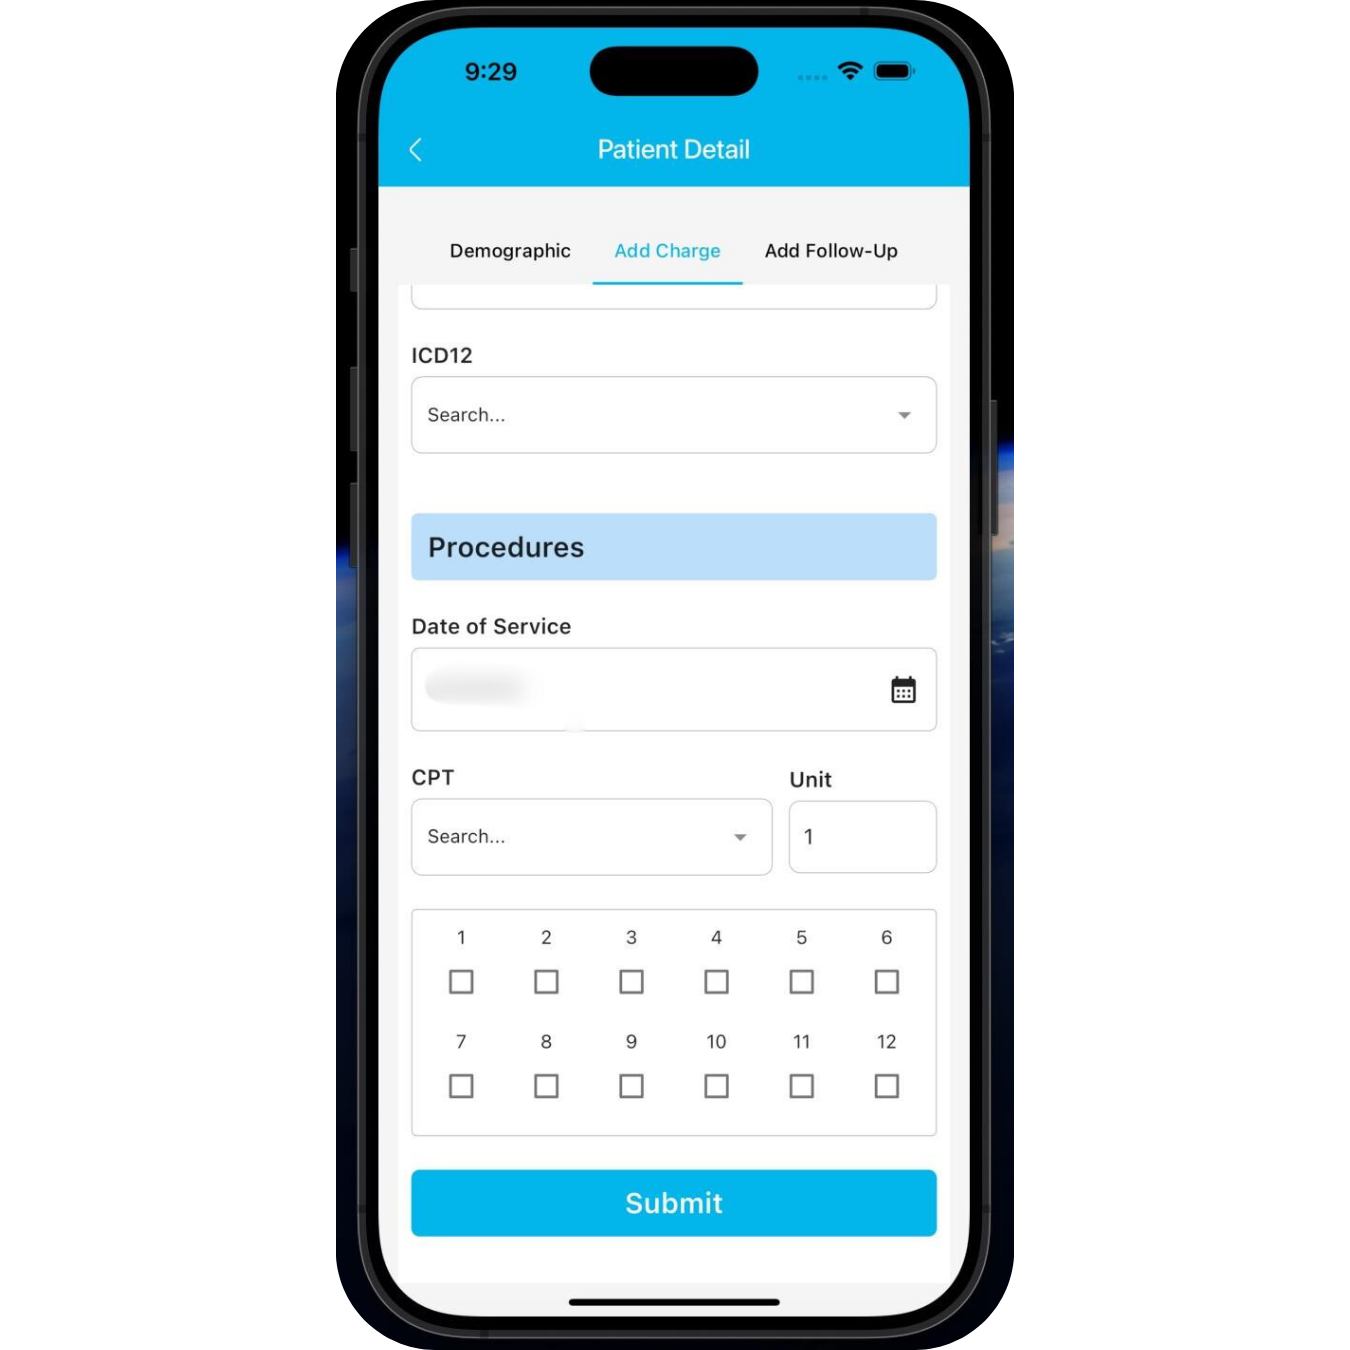 9:29
Patient Detail
Demographic Add Charge Add Follow-Up
ICD12
Search...
Procedures
Date of Service
CPT Unit
Search... 1
1 2 3 4 5 6
7 8 9 10 11 12
Submit